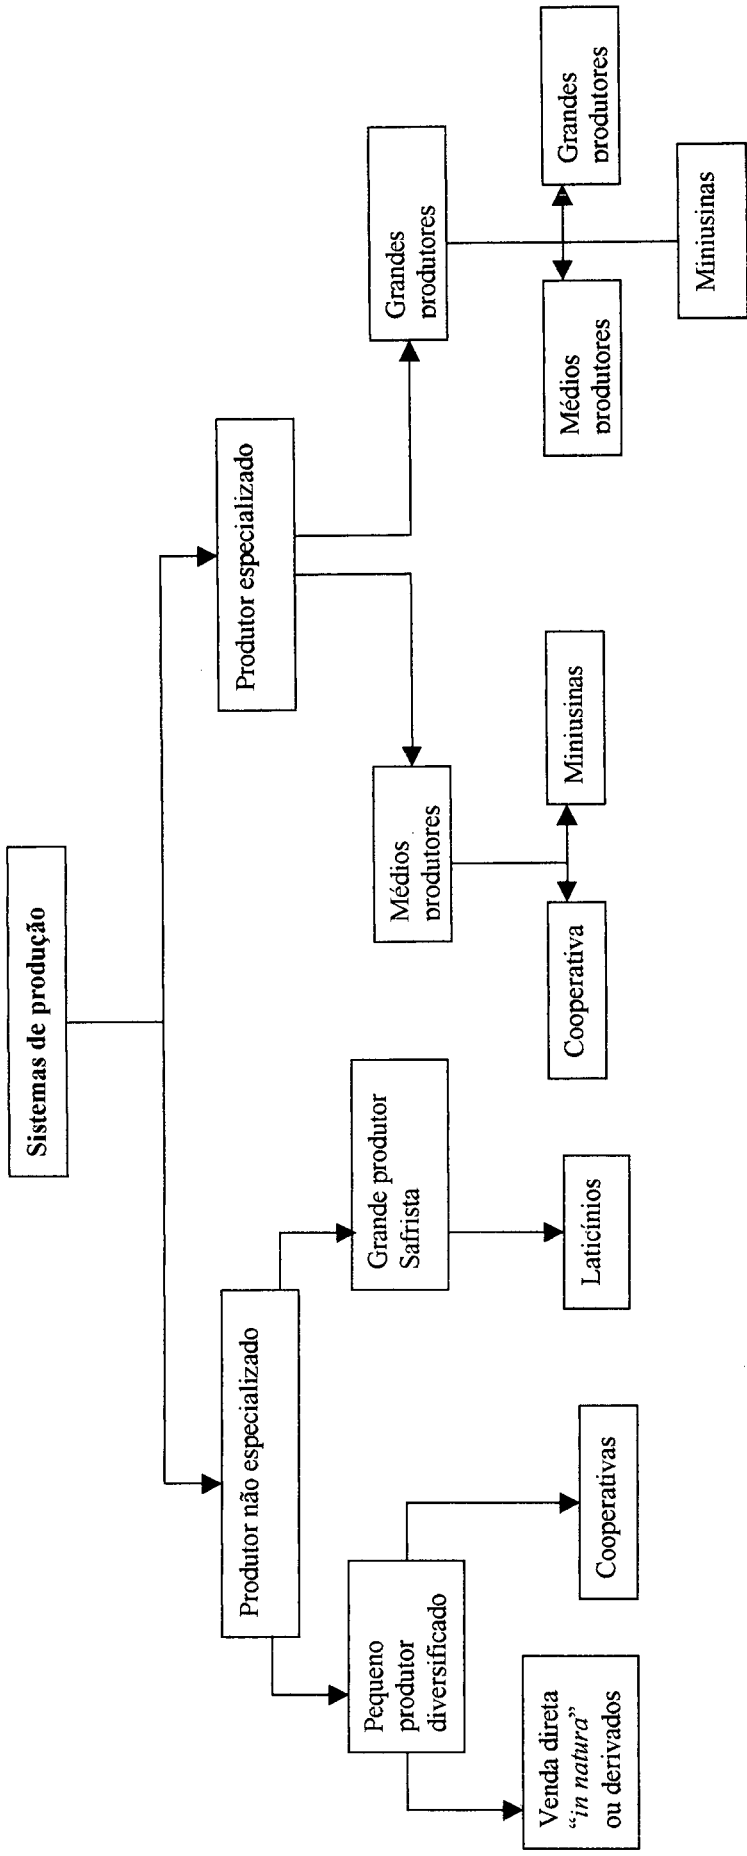 Sistemas de produção
Produtor não especializado
Produtor especializado
Pequeno
produtor
diversificado
Grande produtor
Safrista
Médios
produtores
Grandes
produtores
Venda direta
“in natura”
ou derivados
Cooperativas
Laticínios
Cooperativa
Miniusinas
Médios
produtores
Grandes
produtores
Miniusinas